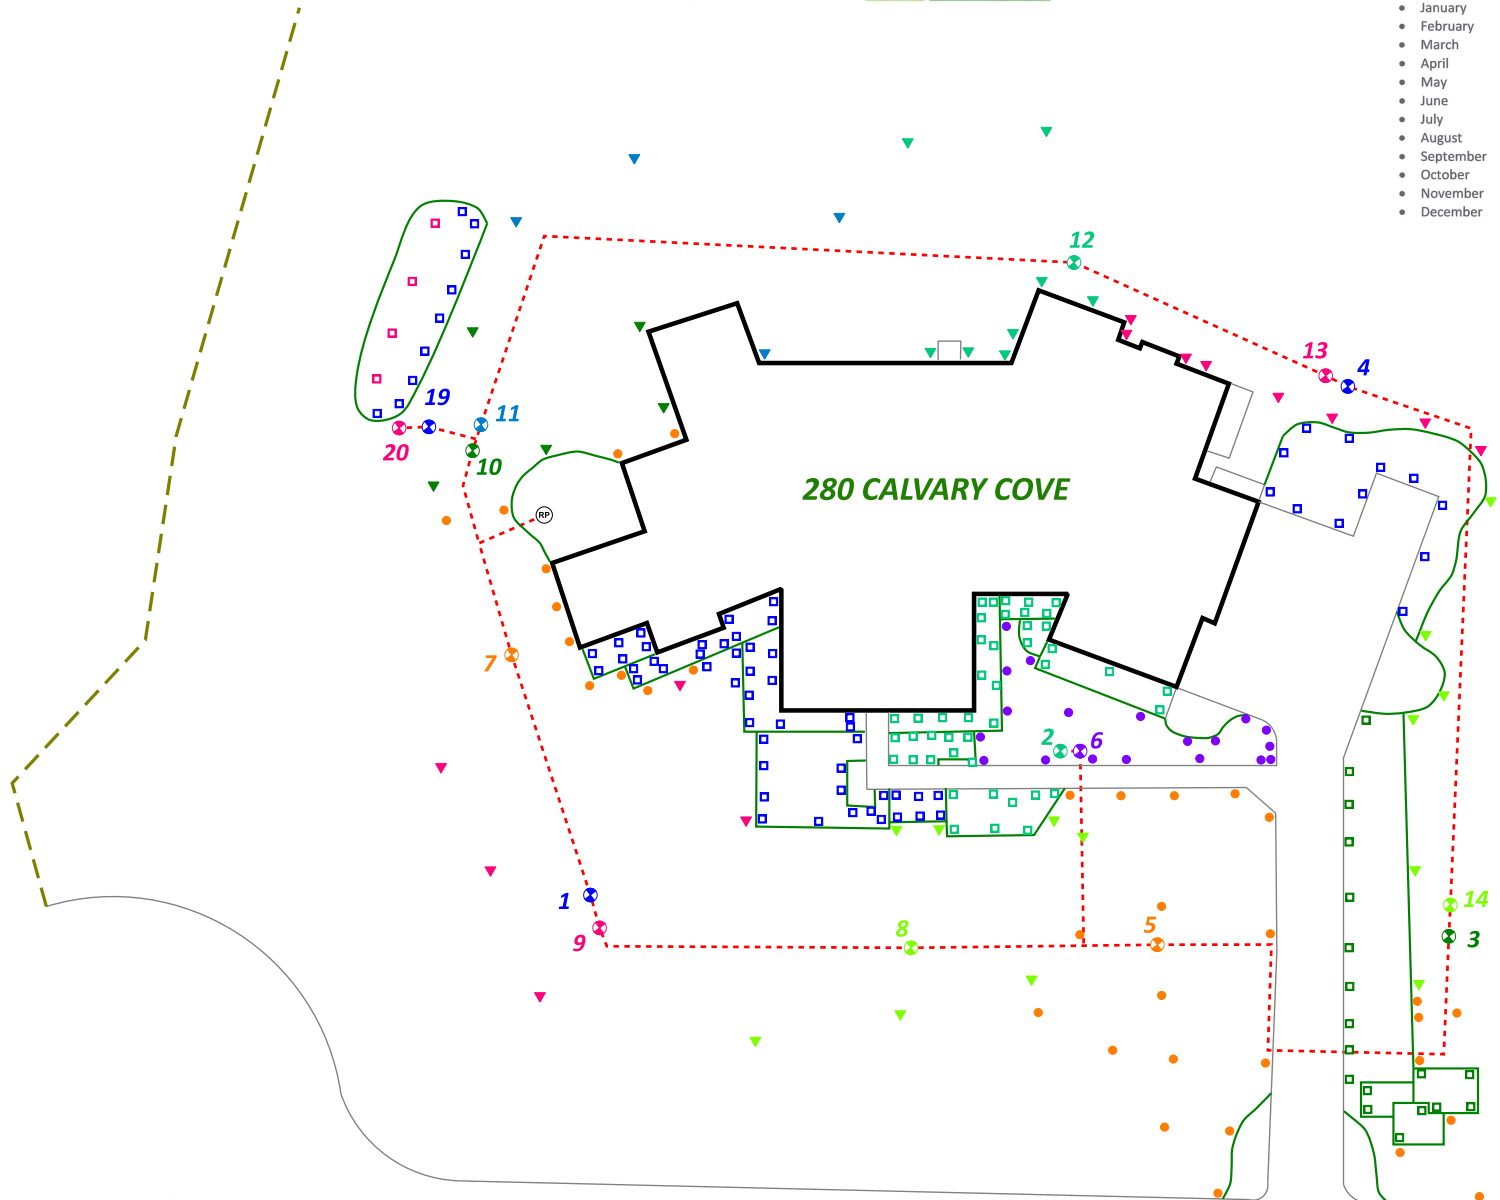 January
February
March
April
May
June
July
August
September
October
November
December
12
13
4
19
11
20
10
280 CALVARY COVE
RP
7
2
6
1
9
8
5
14
3